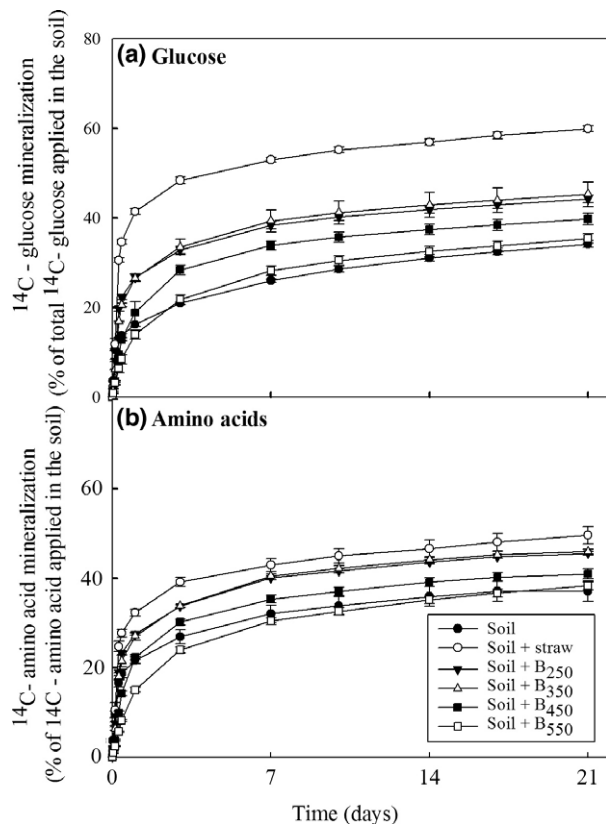 (a) Glucose
¹⁴C - glucose mineralization
(% of total ¹⁴C- glucose applied in the soil)
80
60
40
20
0
(b) Amino acids
¹⁴C- amino acid mineralization
(% of 14C - amino acid applied in the soil)
60
40
20
0
Soil
Soil + straw
Soil + B₂₅₀
Soil + B₃₅₀
Soil + B₄₅₀
Soil + B₅₅₀
0 7 14 21
Time (days)